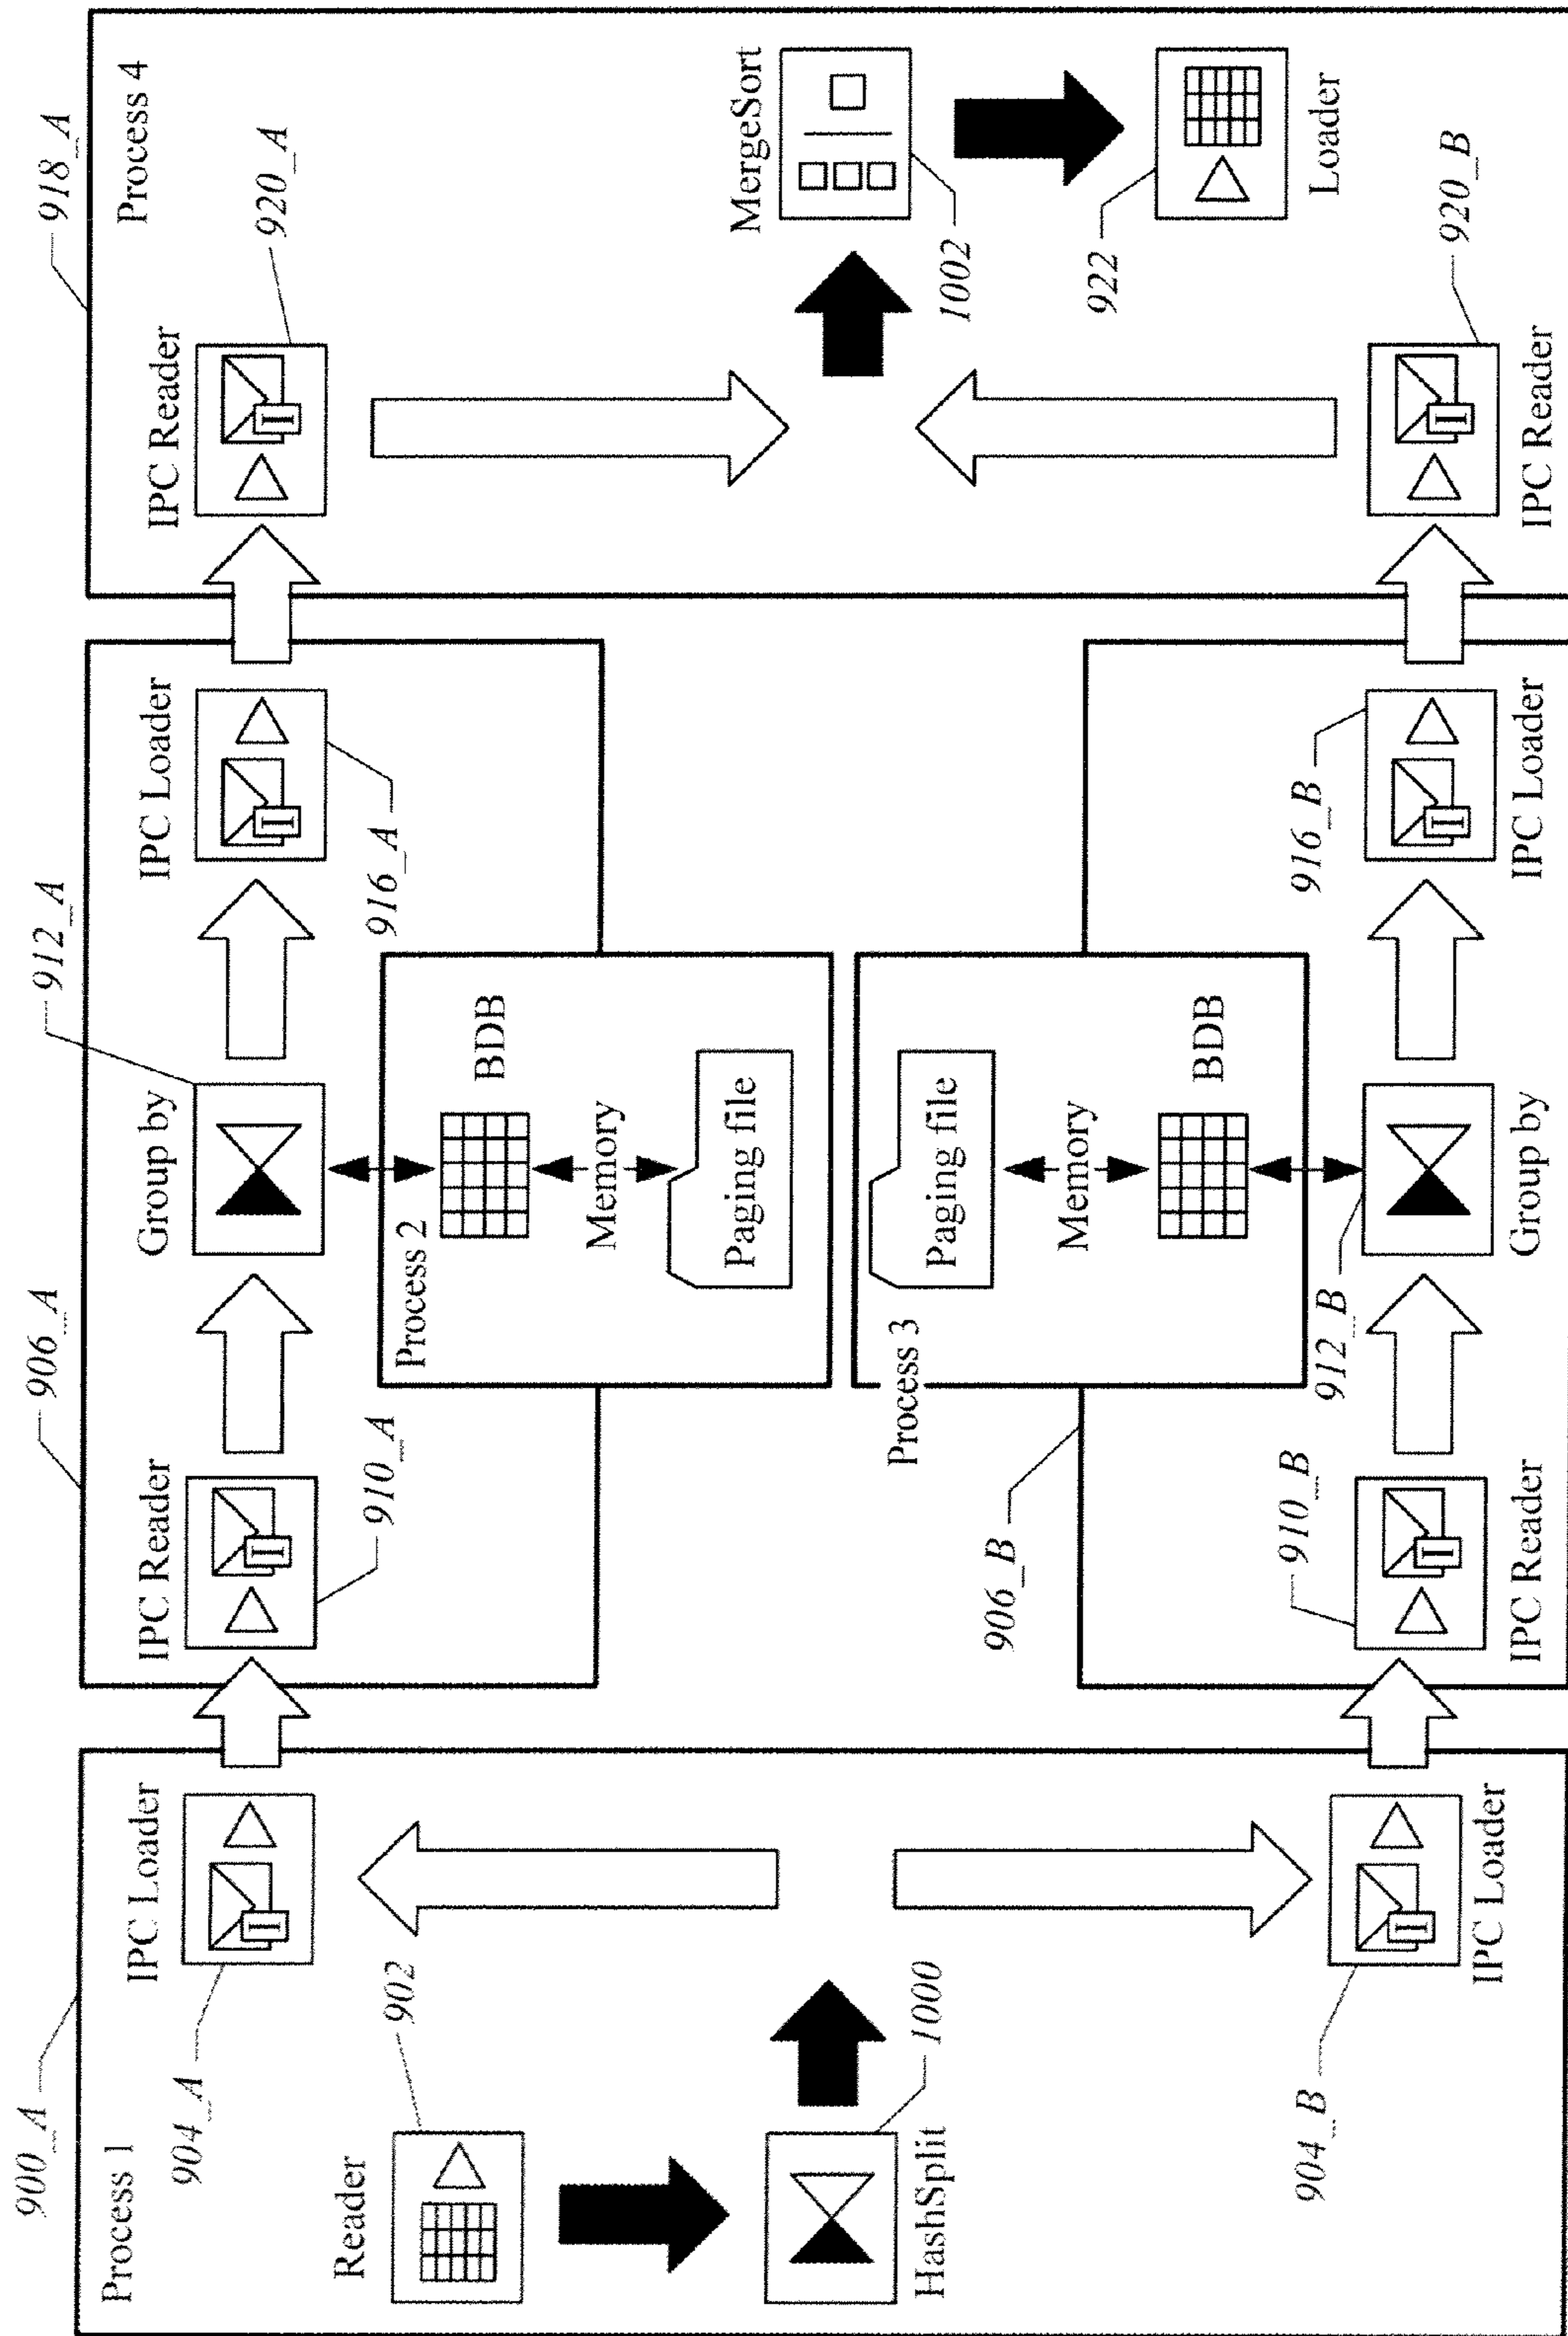 900_A
Process 1
Reader
902
HashSplit
1000
IPC Loader
904_A
904_B
IPC Loader
906_A
IPC Reader
910_A
Group by
912_A
IPC Loader
916_A
Process 2
BDB
Memory
Paging file
Process 3
Paging file
Memory
BDB
906_B
910_B
IPC Reader
912_B
Group by
916_B
IPC Loader
918_A
Process 4
IPC Reader
920_A
MergeSort
1002
922
Loader
920_B
IPC Reader
I
I
I
I
I
I
I
I